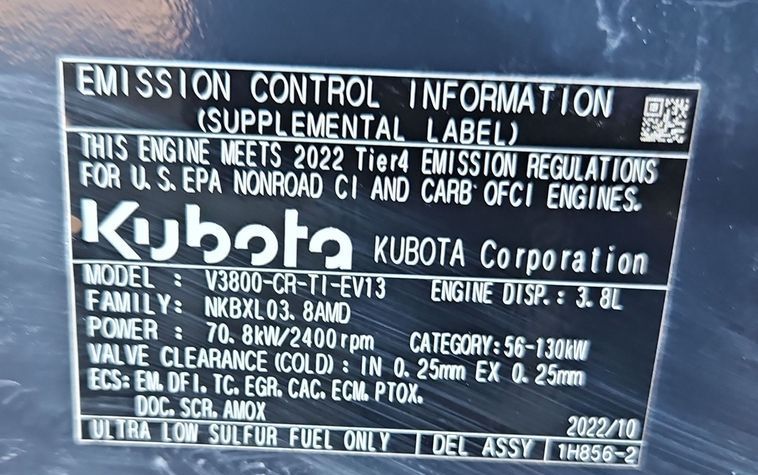 EMISSION CONTROL INFORMATION
(SUPPLEMENTAL LABEL)
THIS ENGINE MEETS 2022 Tier4 EMISSION REGULATIONS
FOR U.S.EPA NONROAD CI AND CARB OFCI ENGINES.
Kubota KUBOTA Corporation
MODEL : V3800-CR-TI-EV13 ENGINE DISP.: 3.8L
FAMILY: NKBXL03.8AMD
POWER : 70.8kW/2400rpm CATEGORY:56-130kW
VALVE CLEARANCE(COLD): IN 0.25mm EX 0.25mm
ECS: EM. DFI. TC. EGR. CAC. ECM. PTOX.
DOC. SCR. AMOX
2022/10
ULTRA LOW SULFUR FUEL ONLY DEL ASSY 1H856-2